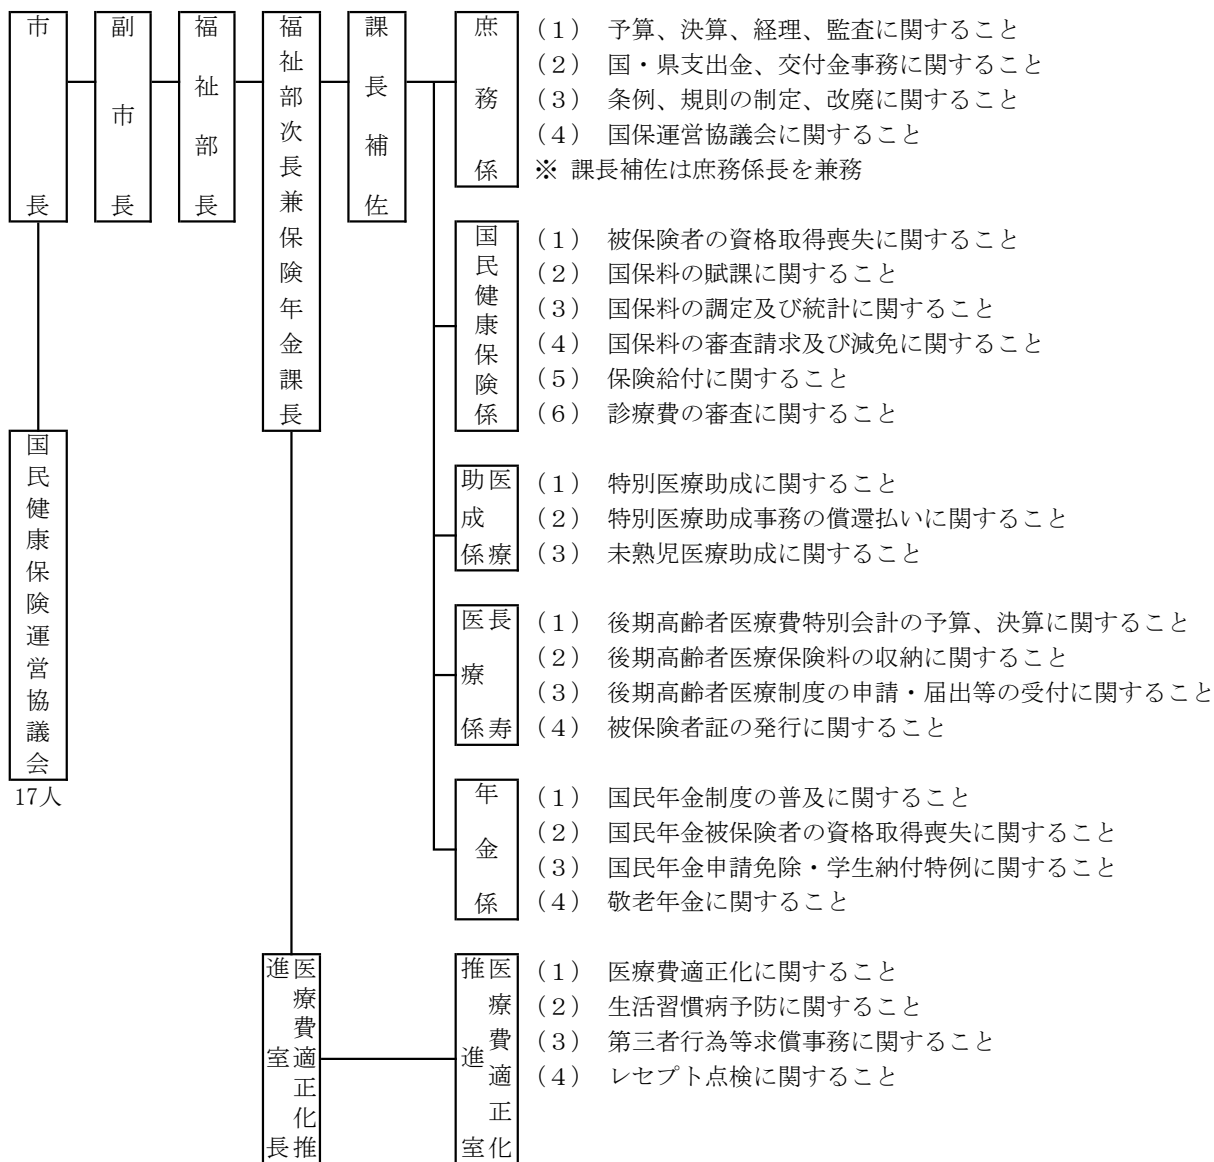 市長
副市長
福祉部長
福祉部次長兼保険年金課長
課長補佐
庶務係
（１） 予算、決算、経理、監査に関すること
（２） 国・県支出金、交付金事務に関すること
（３） 条例、規則の制定、改廃に関すること
（４） 国保運営協議会に関すること
※ 課長補佐は庶務係長を兼務
国民健康保険係
（１） 被保険者の資格取得喪失に関すること
（２） 国保料の賦課に関すること
（３） 国保料の調定及び統計に関すること
（４） 国保料の審査請求及び減免に関すること
（５） 保険給付に関すること
（６） 診療費の審査に関すること
国民健康保険運営協議会
17人
医療
助成係
（１） 特別医療助成に関すること
（２） 特別医療助成事務の償還払いに関すること
（３） 未熟児医療助成に関すること
長寿
医療係
（１） 後期高齢者医療費特別会計の予算、決算に関すること
（２） 後期高齢者医療保険料の収納に関すること
（３） 後期高齢者医療制度の申請・届出等の受付に関すること
（４） 被保険者証の発行に関すること
年金係
（１） 国民年金制度の普及に関すること
（２） 国民年金被保険者の資格取得喪失に関すること
（３） 国民年金申請免除・学生納付特例に関すること
（４） 敬老年金に関すること
医療費適正化推
進室長
医療費適正化
推進室
（１） 医療費適正化に関すること
（２） 生活習慣病予防に関すること
（３） 第三者行為等求償事務に関すること
（４） レセプト点検に関すること